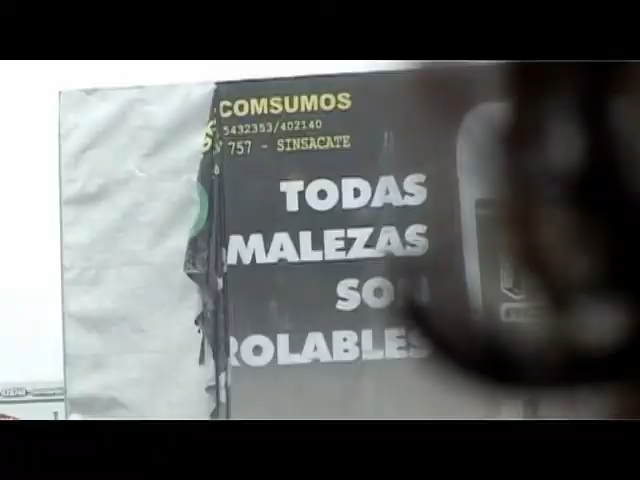 COMSUMOS
5432353/402140
757 - SINSACATE
TODAS
MALEZAS
SON
ROLABLES